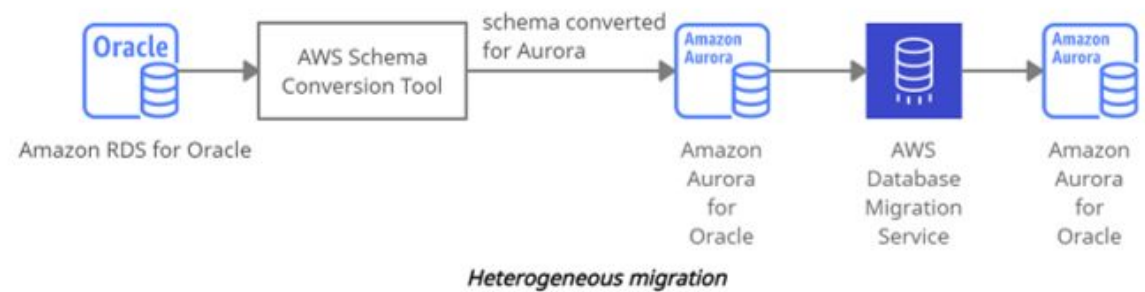 Oracle
AWS Schema
Conversion Tool
schema converted
for Aurora
Amazon
Aurora
Amazon
Aurora
Amazon RDS for Oracle
Amazon
Aurora
for
Oracle
AWS
Database
Migration
Service
Amazon
Aurora
for
Oracle
Heterogeneous migration